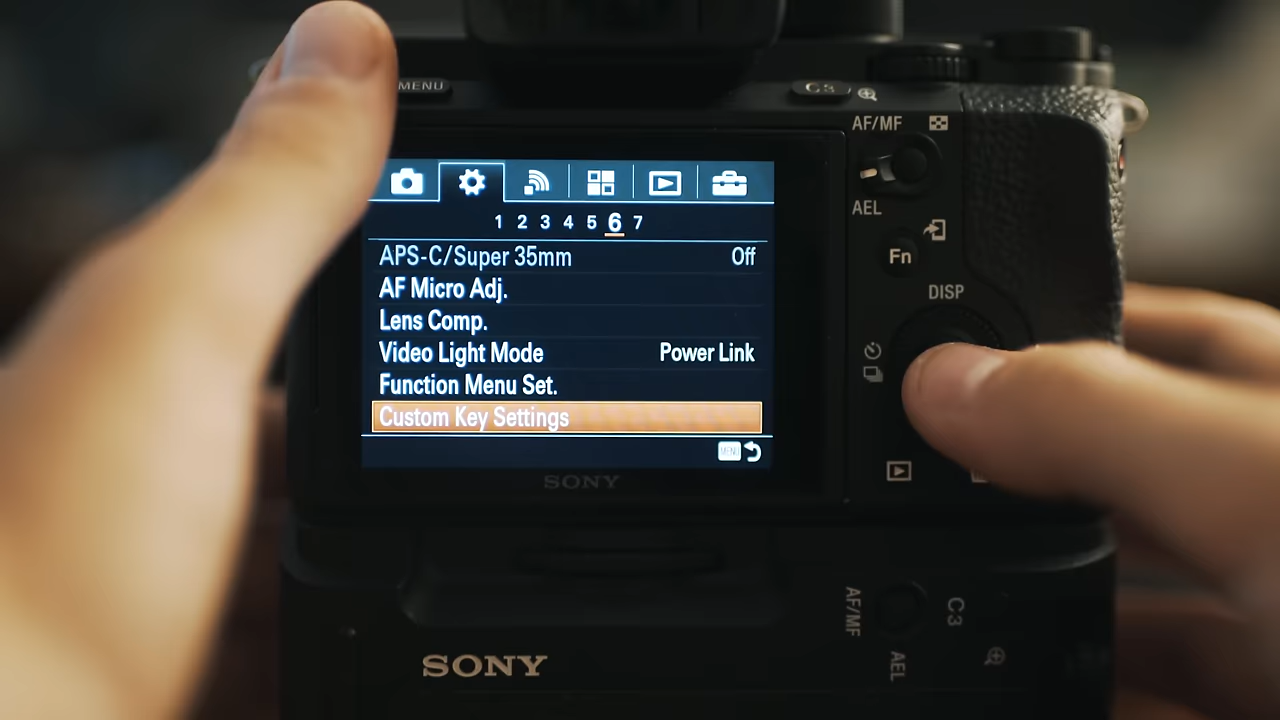 MENU
C3
AF/MF
AEL
Fn
DISP
1 2 3 4 5 6 7
APS-C/Super 35mm Off
AF Micro Adj.
Lens Comp.
Video Light Mode Power Link
Function Menu Set.
Custom Key Settings
MENU
SONY
AF/MF
C3
AEL
SONY